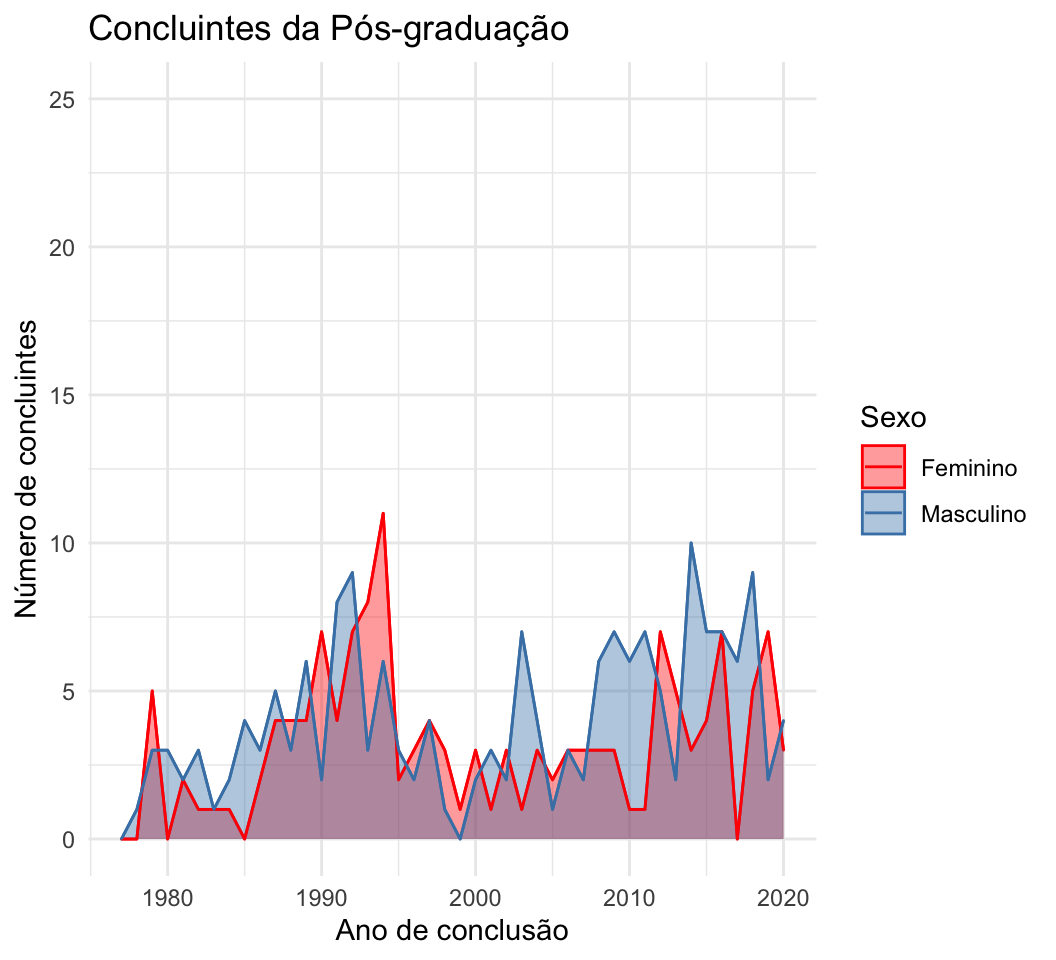 Concluintes da Pós-graduação
25
20
15
10
5
0
Número de concluintes
1980
1990
2000
2010
2020
Ano de conclusão
Sexo
Feminino
Masculino